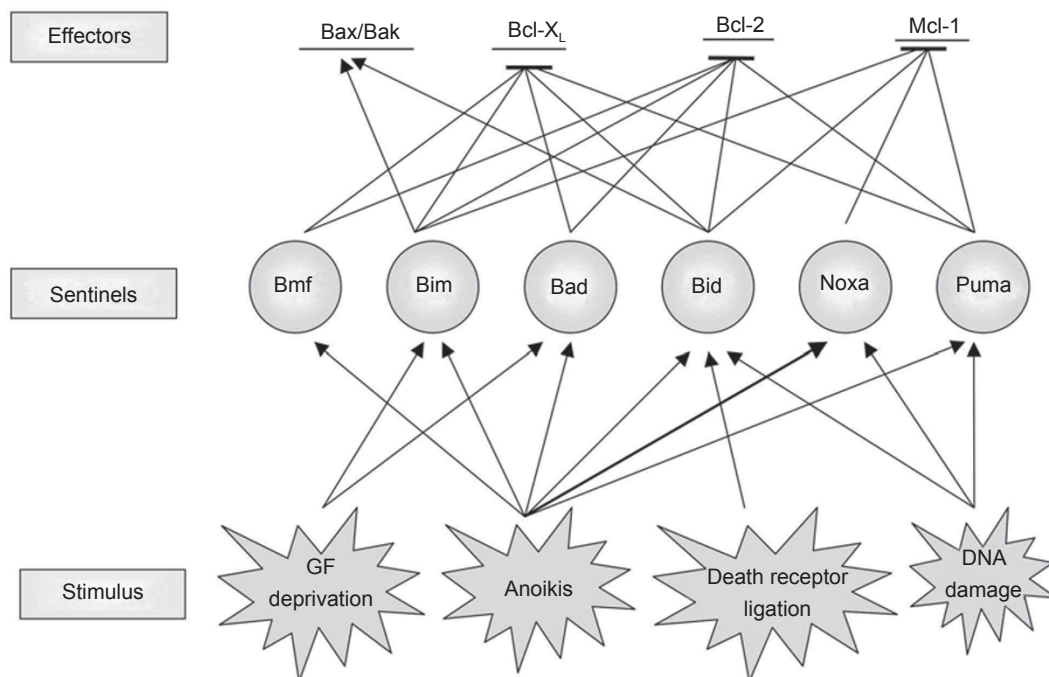 Effectors
Bax/Bak
Bcl-XL
Bcl-2
Mcl-1
Sentinels
Bmf
Bim
Bad
Bid
Noxa
Puma
Stimulus
GF
deprivation
Anoikis
Death receptor
ligation
DNA
damage